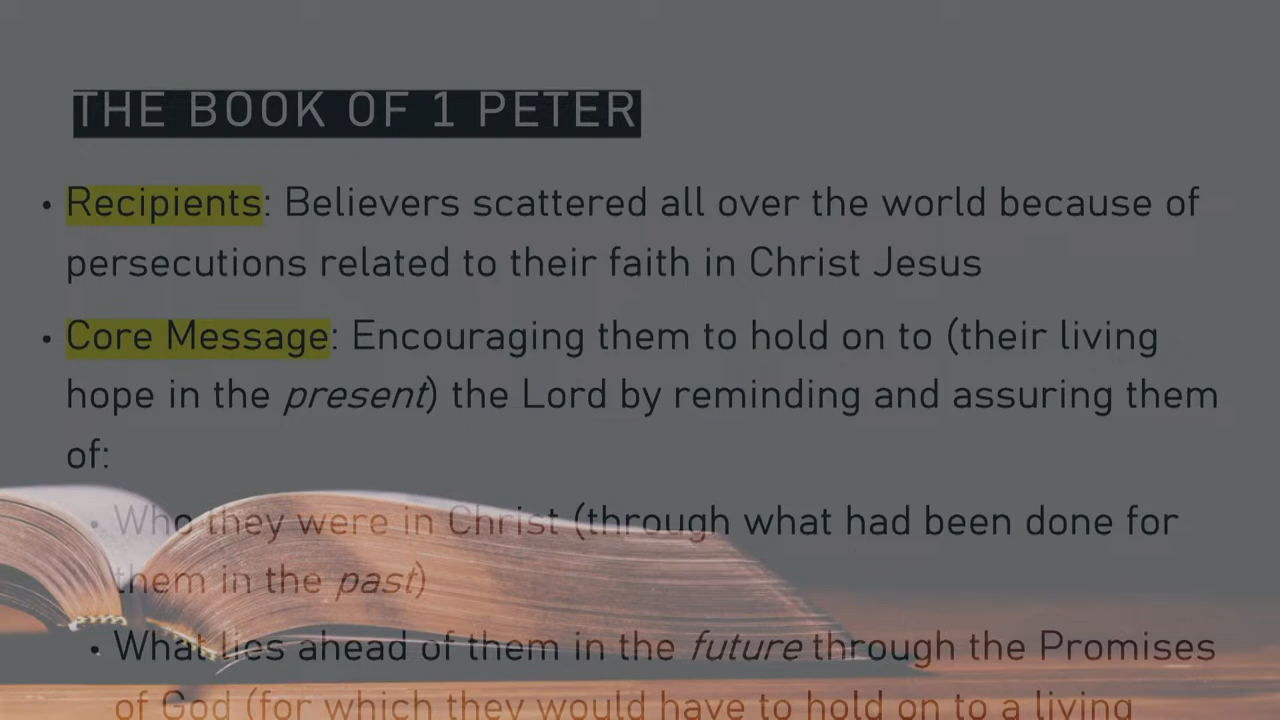 THE BOOK OF 1 PETER
• Recipients: Believers scattered all over the world because of
persecutions related to their faith in Christ Jesus
• Core Message: Encouraging them to hold on to (their living
hope in the present) the Lord by reminding and assuring them
of:
• Who they were in Christ (through what had been done for
them in the past)
• What lies ahead of them in the future through the Promises
of God (for which they would have to hold on to a living